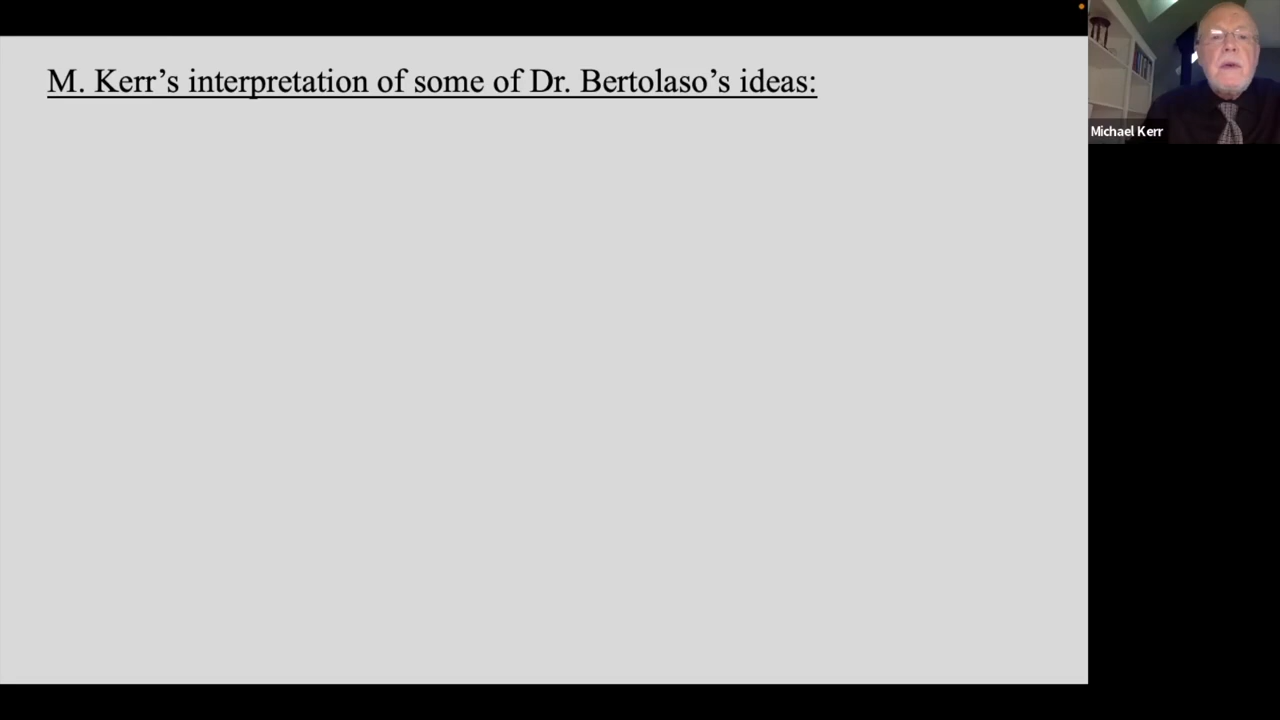 M. Kerr’s interpretation of some of Dr. Bertolaso’s ideas:
Michael Kerr